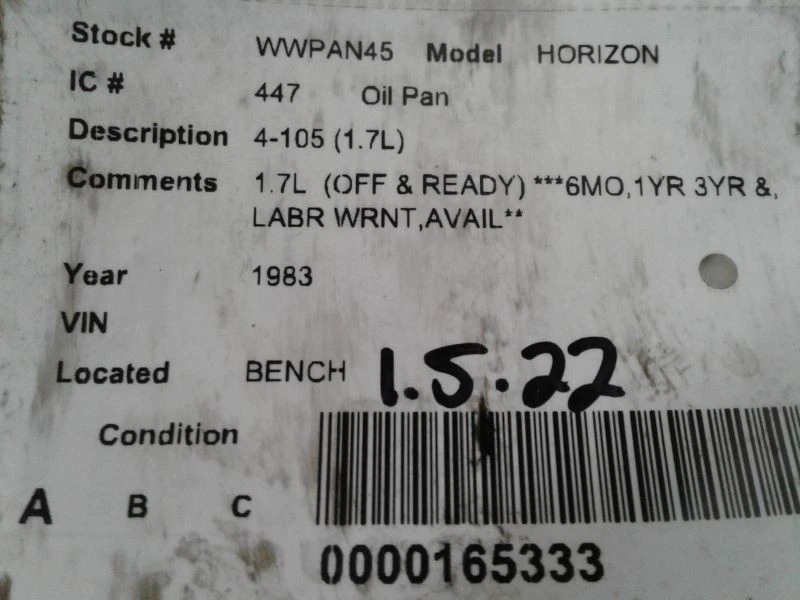 Stock # WWPAN45 Model HORIZON
IC # 447 Oil Pan
Description 4-105 (1.7L)
Comments 1.7L (OFF & READY) ***6MO,1YR 3YR &,
LABR WRNT,AVAIL**
Year 1983
VIN
Located BENCH 1.5.22
Condition
A B C
0000165333